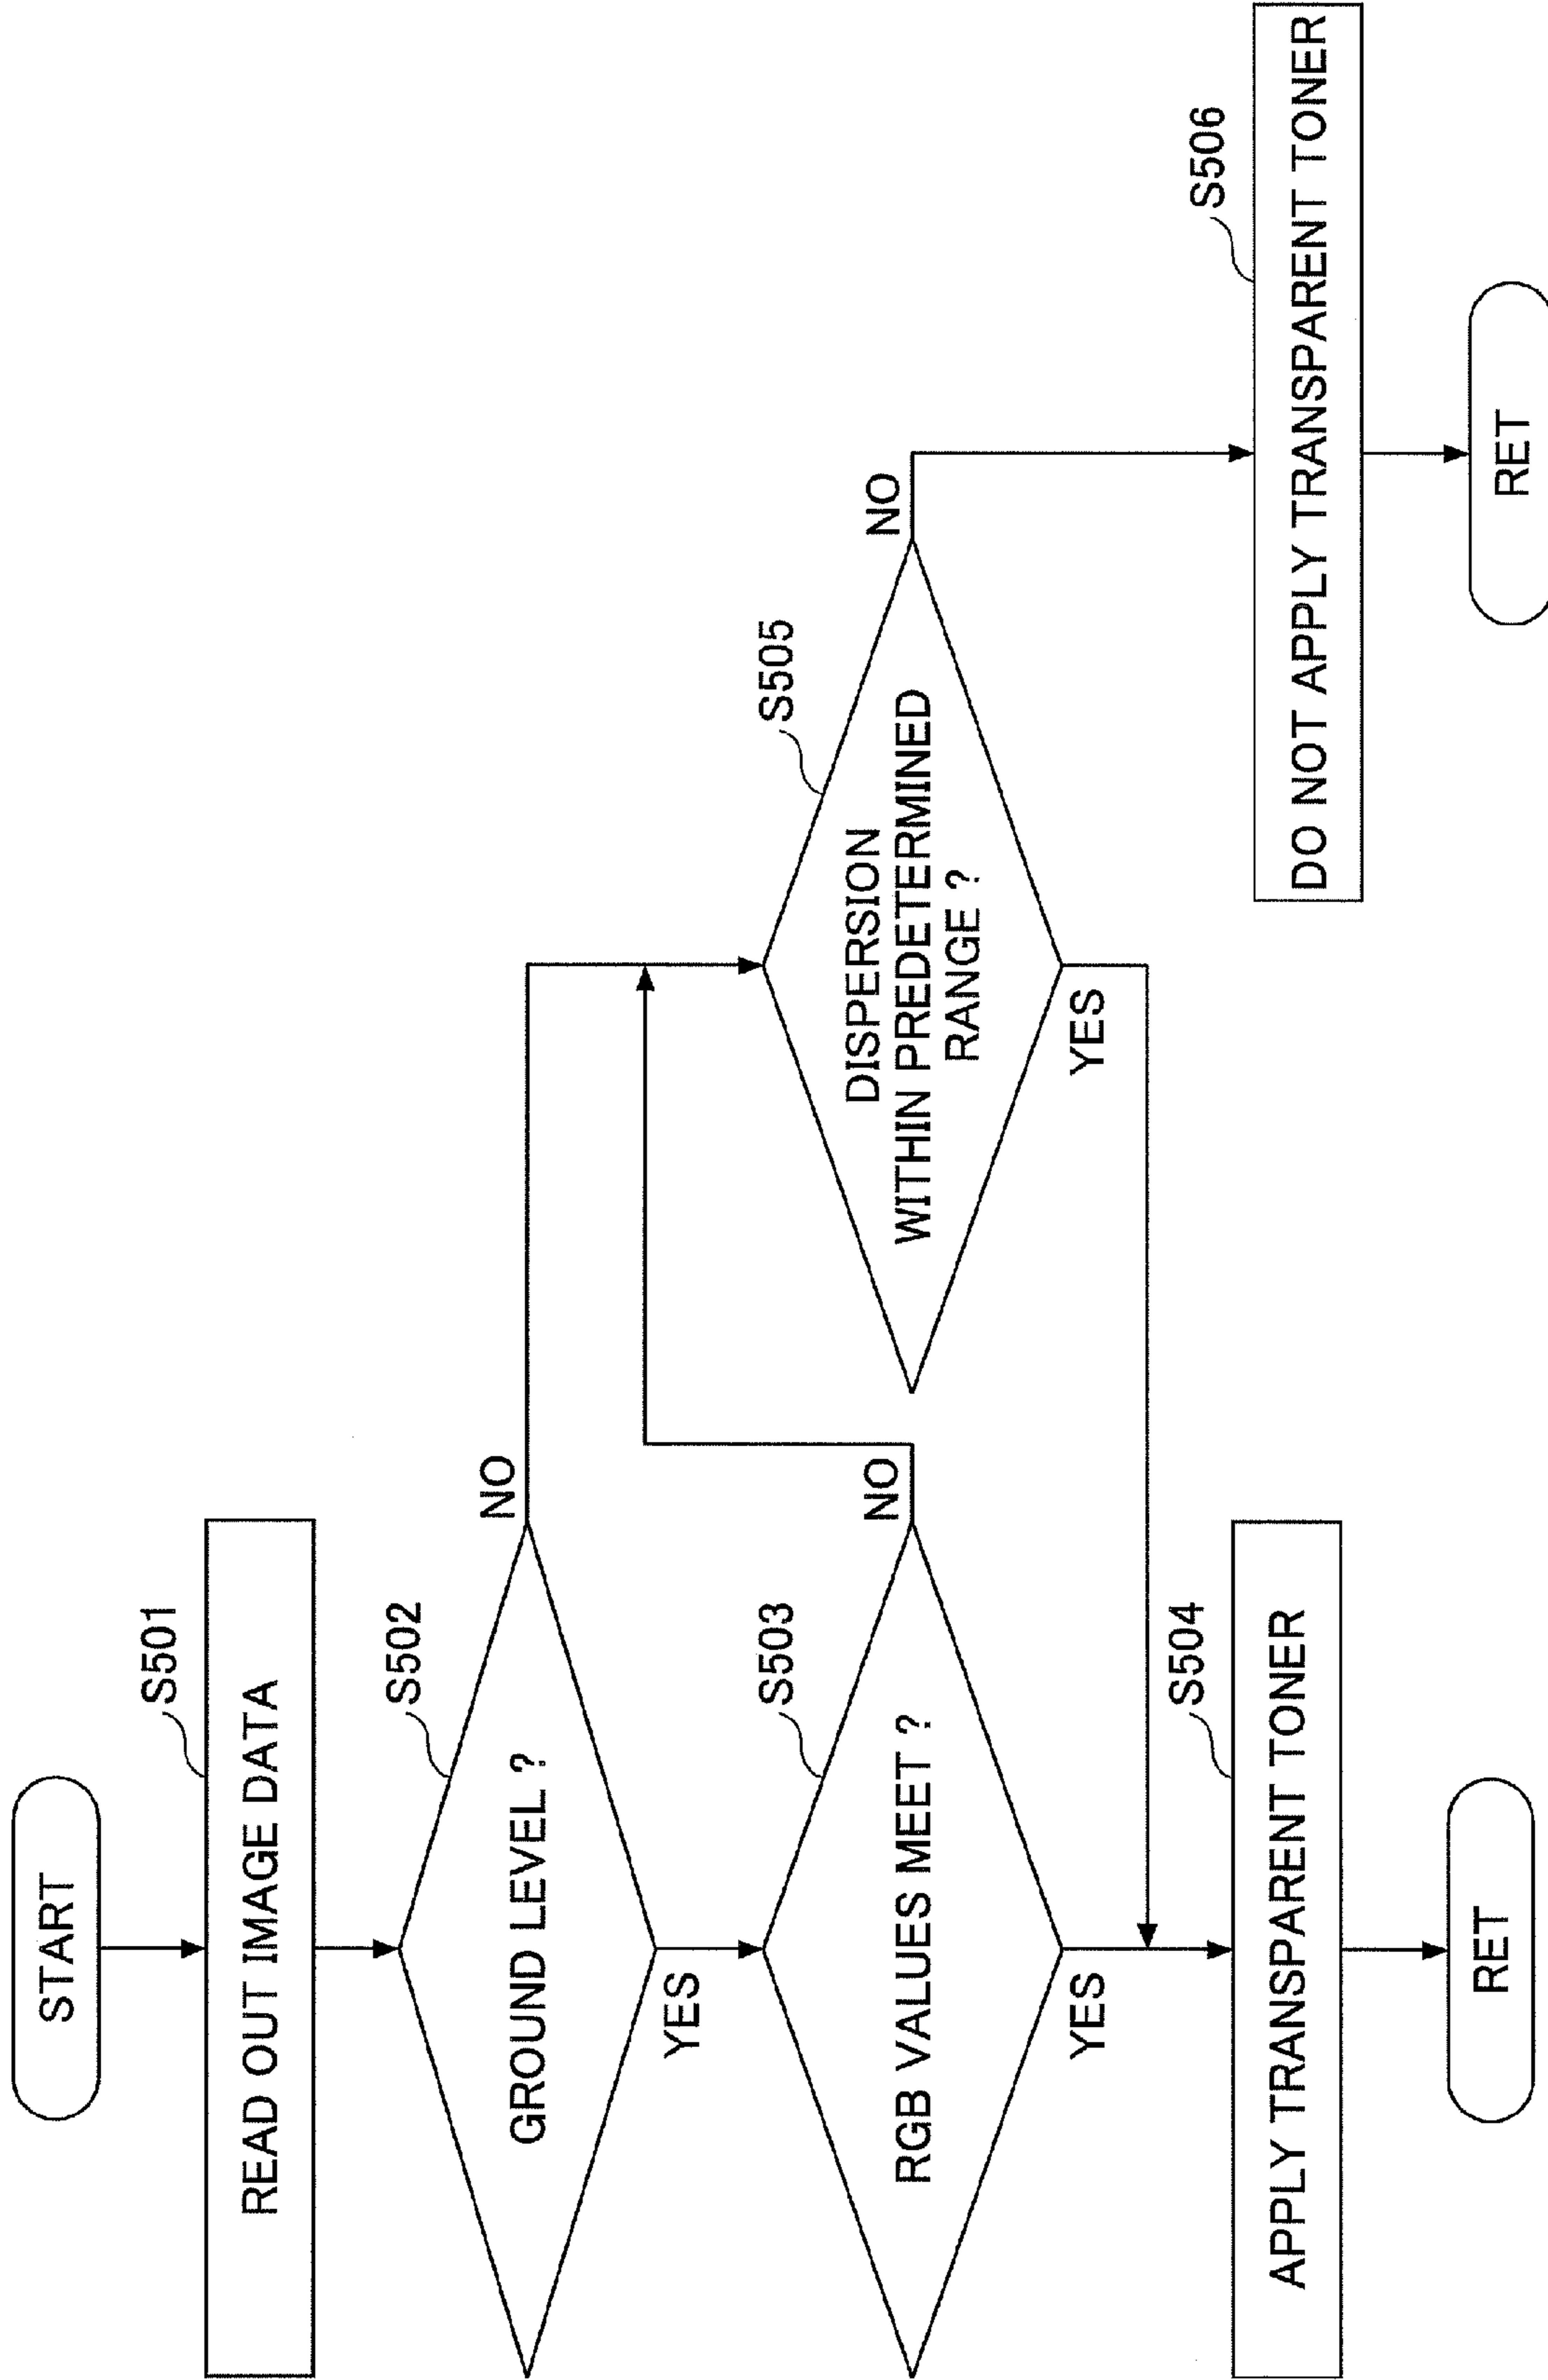 START
S501
READ OUT IMAGE DATA
S502
GROUND LEVEL ?
NO
YES
S503
RGB VALUES MEET ?
NO
YES
S505
DISPERSION
WITHIN PREDETERMINED
RANGE ?
NO
YES
S504
APPLY TRANSPARENT TONER
RET
S506
DO NOT APPLY TRANSPARENT TONER
RET